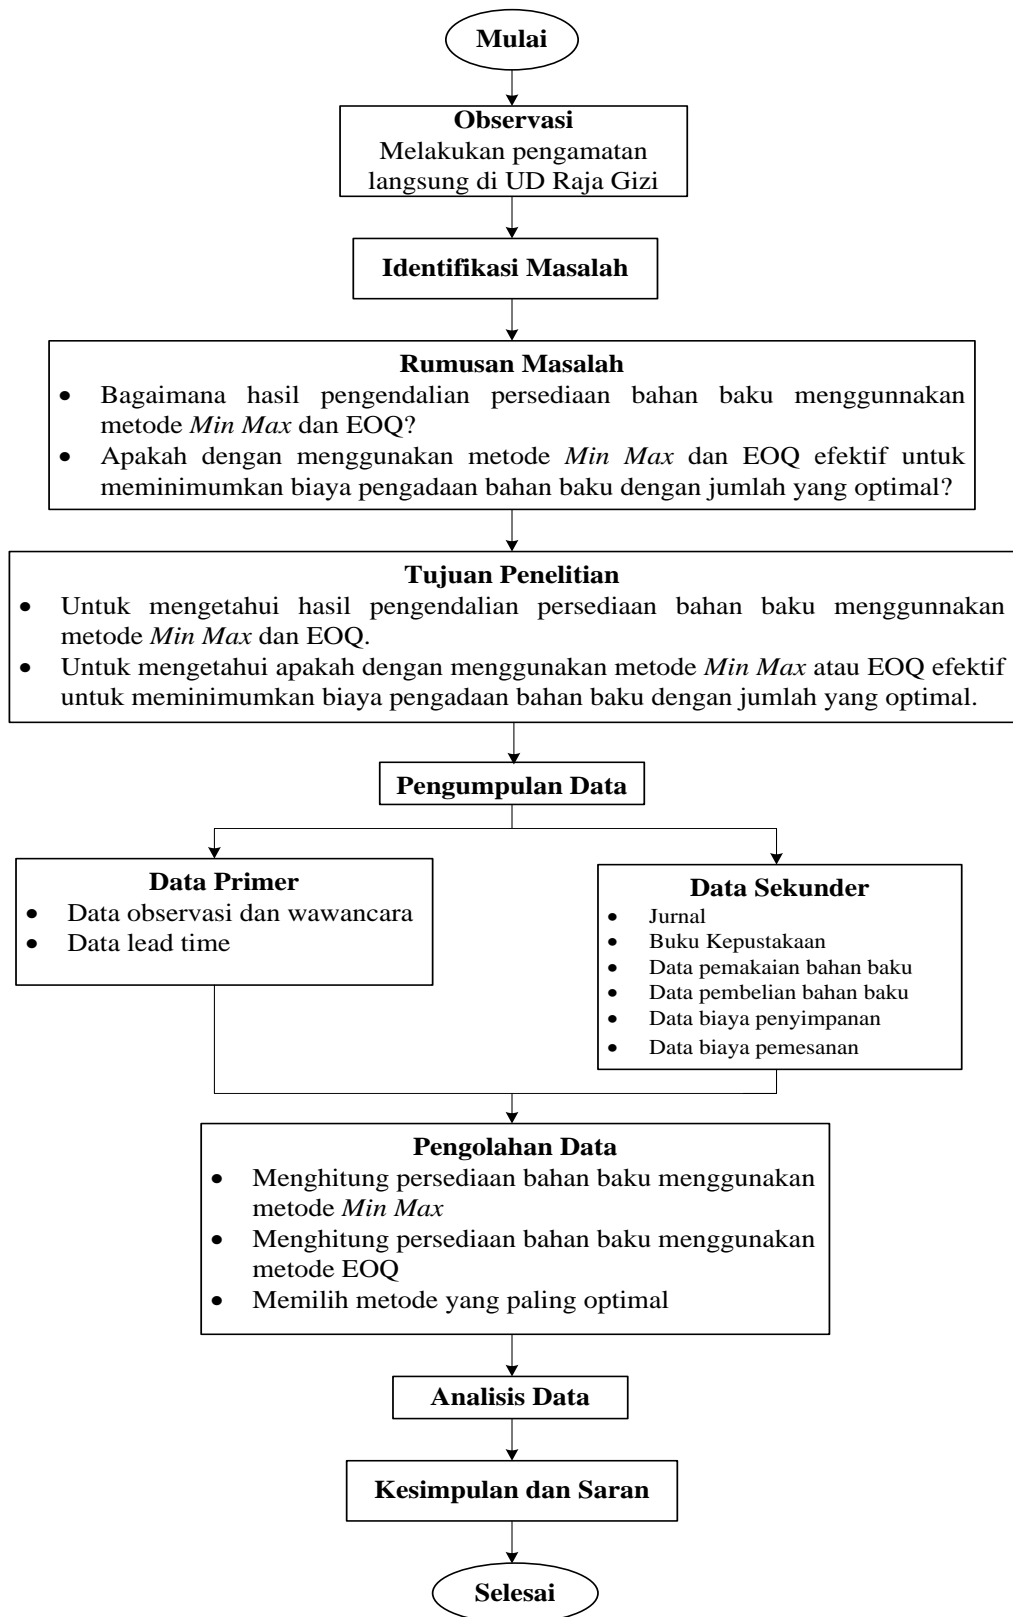 Mulai
Observasi
Melakukan pengamatan
langsung di UD Raja Gizi
Identifikasi Masalah
Rumusan Masalah
• Bagaimana hasil pengendalian persediaan bahan baku menggunnakan
metode Min Max dan EOQ?
• Apakah dengan menggunakan metode Min Max dan EOQ efektif untuk
meminimumkan biaya pengadaan bahan baku dengan jumlah yang optimal?
Tujuan Penelitian
• Untuk mengetahui hasil pengendalian persediaan bahan baku menggunnakan
metode Min Max dan EOQ.
• Untuk mengetahui apakah dengan menggunakan metode Min Max atau EOQ efektif
untuk meminimumkan biaya pengadaan bahan baku dengan jumlah yang optimal.
Pengumpulan Data
Data Primer
• Data observasi dan wawancara
• Data lead time
Data Sekunder
• Jurnal
• Buku Kepustakaan
• Data pemakaian bahan baku
• Data pembelian bahan baku
• Data biaya penyimpanan
• Data biaya pemesanan
Pengolahan Data
• Menghitung persediaan bahan baku menggunakan
metode Min Max
• Menghitung persediaan bahan baku menggunakan
metode EOQ
• Memilih metode yang paling optimal
Analisis Data
Kesimpulan dan Saran
Selesai